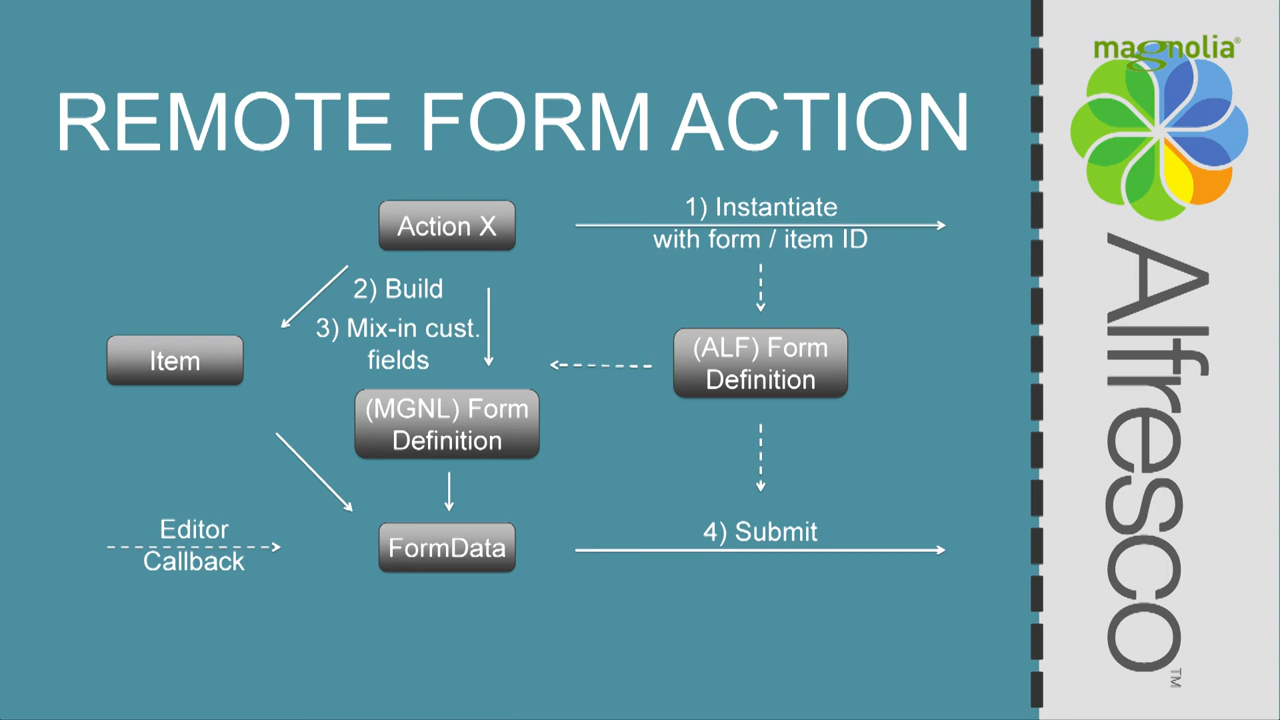 magnolia®
REMOTE FORM ACTION
Action X
1) Instantiate
with form / item ID
2) Build
3) Mix-in cust.
fields
Item
(ALF) Form
Definition
(MGNL) Form
Definition
Editor
Callback
FormData
4) Submit
Alfresco™